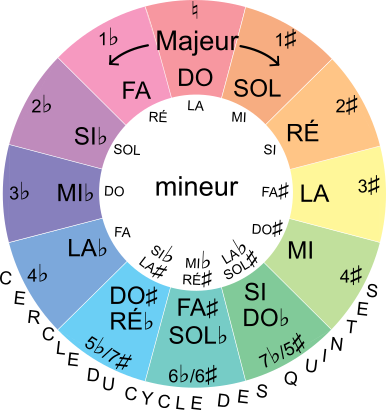 ♮
1♭ Majeur 1♯
FA DO SOL
RÉ LA MI
2♭ SI♭ RÉ 2♯
SOL SI
3♭ MI♭ DO mineur FA♯ LA 3♯
FA DO♯
4♭ LA♭ MI 4♯
SI♭ MI♭ LA♭
LA♯ RÉ♯ SOL♯
DO♯ FA♯ SI
RÉ♭ SOL♭ DO♭
5♭/7♯ 6♭/6♯ 7♭/5♯
CERCLE DU CYCLE DES QUINTES